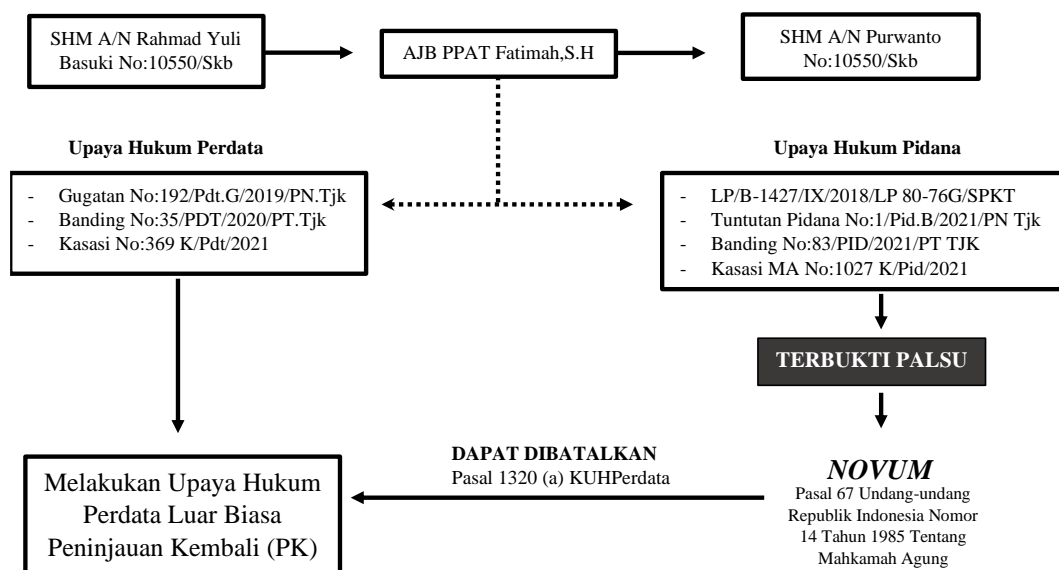 SHM A/N Rahmad Yuli
Basuki No:10550/Skb
AJB PPAT Fatimah,S.H
SHM A/N Purwanto
No:10550/Skb
Upaya Hukum Perdata
- Gugatan No:192/Pdt.G/2019/PN.Tjk
- Banding No:35/PDT/2020/PT.Tjk
- Kasasi No:369 K/Pdt/2021
Upaya Hukum Pidana
- LP/B-1427/IX/2018/LP 80-76G/SPKT
- Tuntutan Pidana No:1/Pid.B/2021/PN Tjk
- Banding No:83/PID/2021/PT TJK
- Kasasi MA No:1027 K/Pid/2021
TERBUKTI PALSU
NOVUM
Pasal 67 Undang-undang
Republik Indonesia Nomor
14 Tahun 1985 Tentang
Mahkamah Agung
DAPAT DIBATALKAN
Pasal 1320 (a) KUHPerdata
Melakukan Upaya Hukum
Perdata Luar Biasa
Peninjauan Kembali (PK)